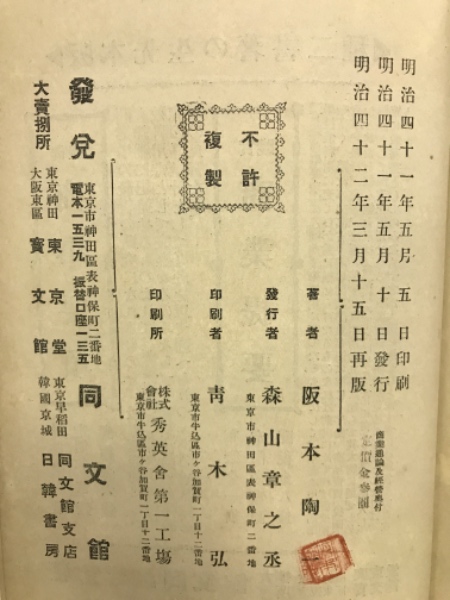 明治四十一年五月五日印刷
明治四十一年五月十日發行
明治四十二年三月十五日再版
不許
複製
著者 阪本陶一
發行者 森山章之丞
東京市神田區表神保町二番地
印刷者 青木弘
東京市牛込區市ヶ谷加賀町一丁目十二番地
印刷所 株式會社 秀英舍第一工場
東京市牛込區市ヶ谷加賀町一丁目十二番地
發兌 同文館
東京市神田區表神保町二番地
電本一五三九 振替口座一三五
大賣捌所
東京神田 東京堂
大阪東區 寳文館
東京早稻田 同文館支店
韓國京城 日韓書房